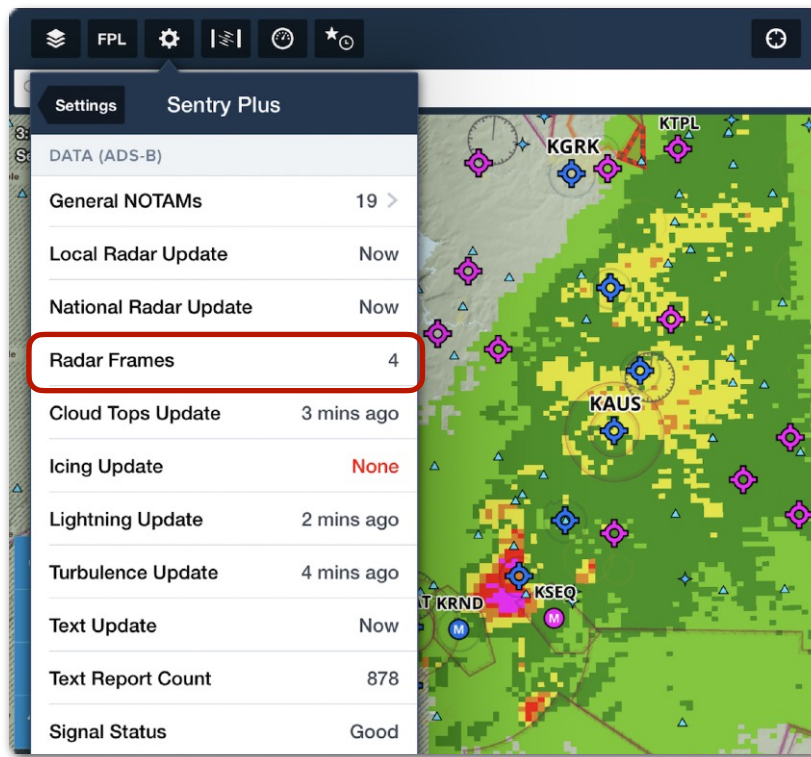 FPL
Settings
Sentry Plus
DATA (ADS-B)
General NOTAMs 19
Local Radar Update Now
National Radar Update Now
Radar Frames 4
Cloud Tops Update 3 mins ago
Icing Update None
Lightning Update 2 mins ago
Turbulence Update 4 mins ago
Text Update Now
Text Report Count 878
Signal Status Good
KTPL
KGRK
KAUS
KSEQ
KRND
M
M